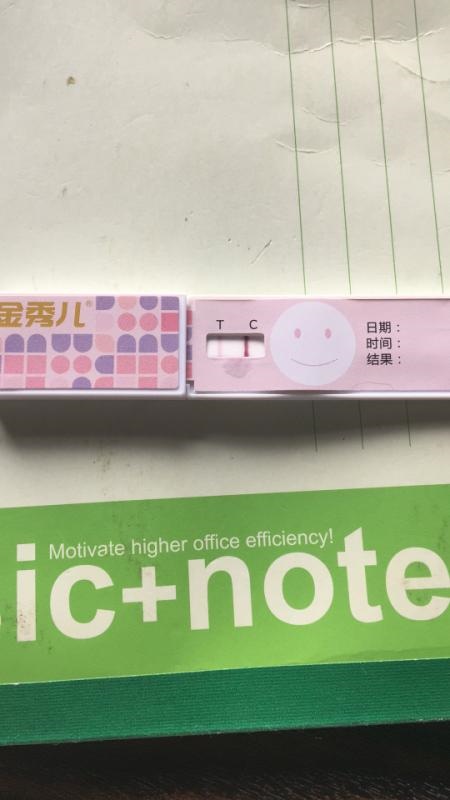 金秀儿®
T C
日期：
时间：
结果：
Motivate higher office efficiency!
ic+note